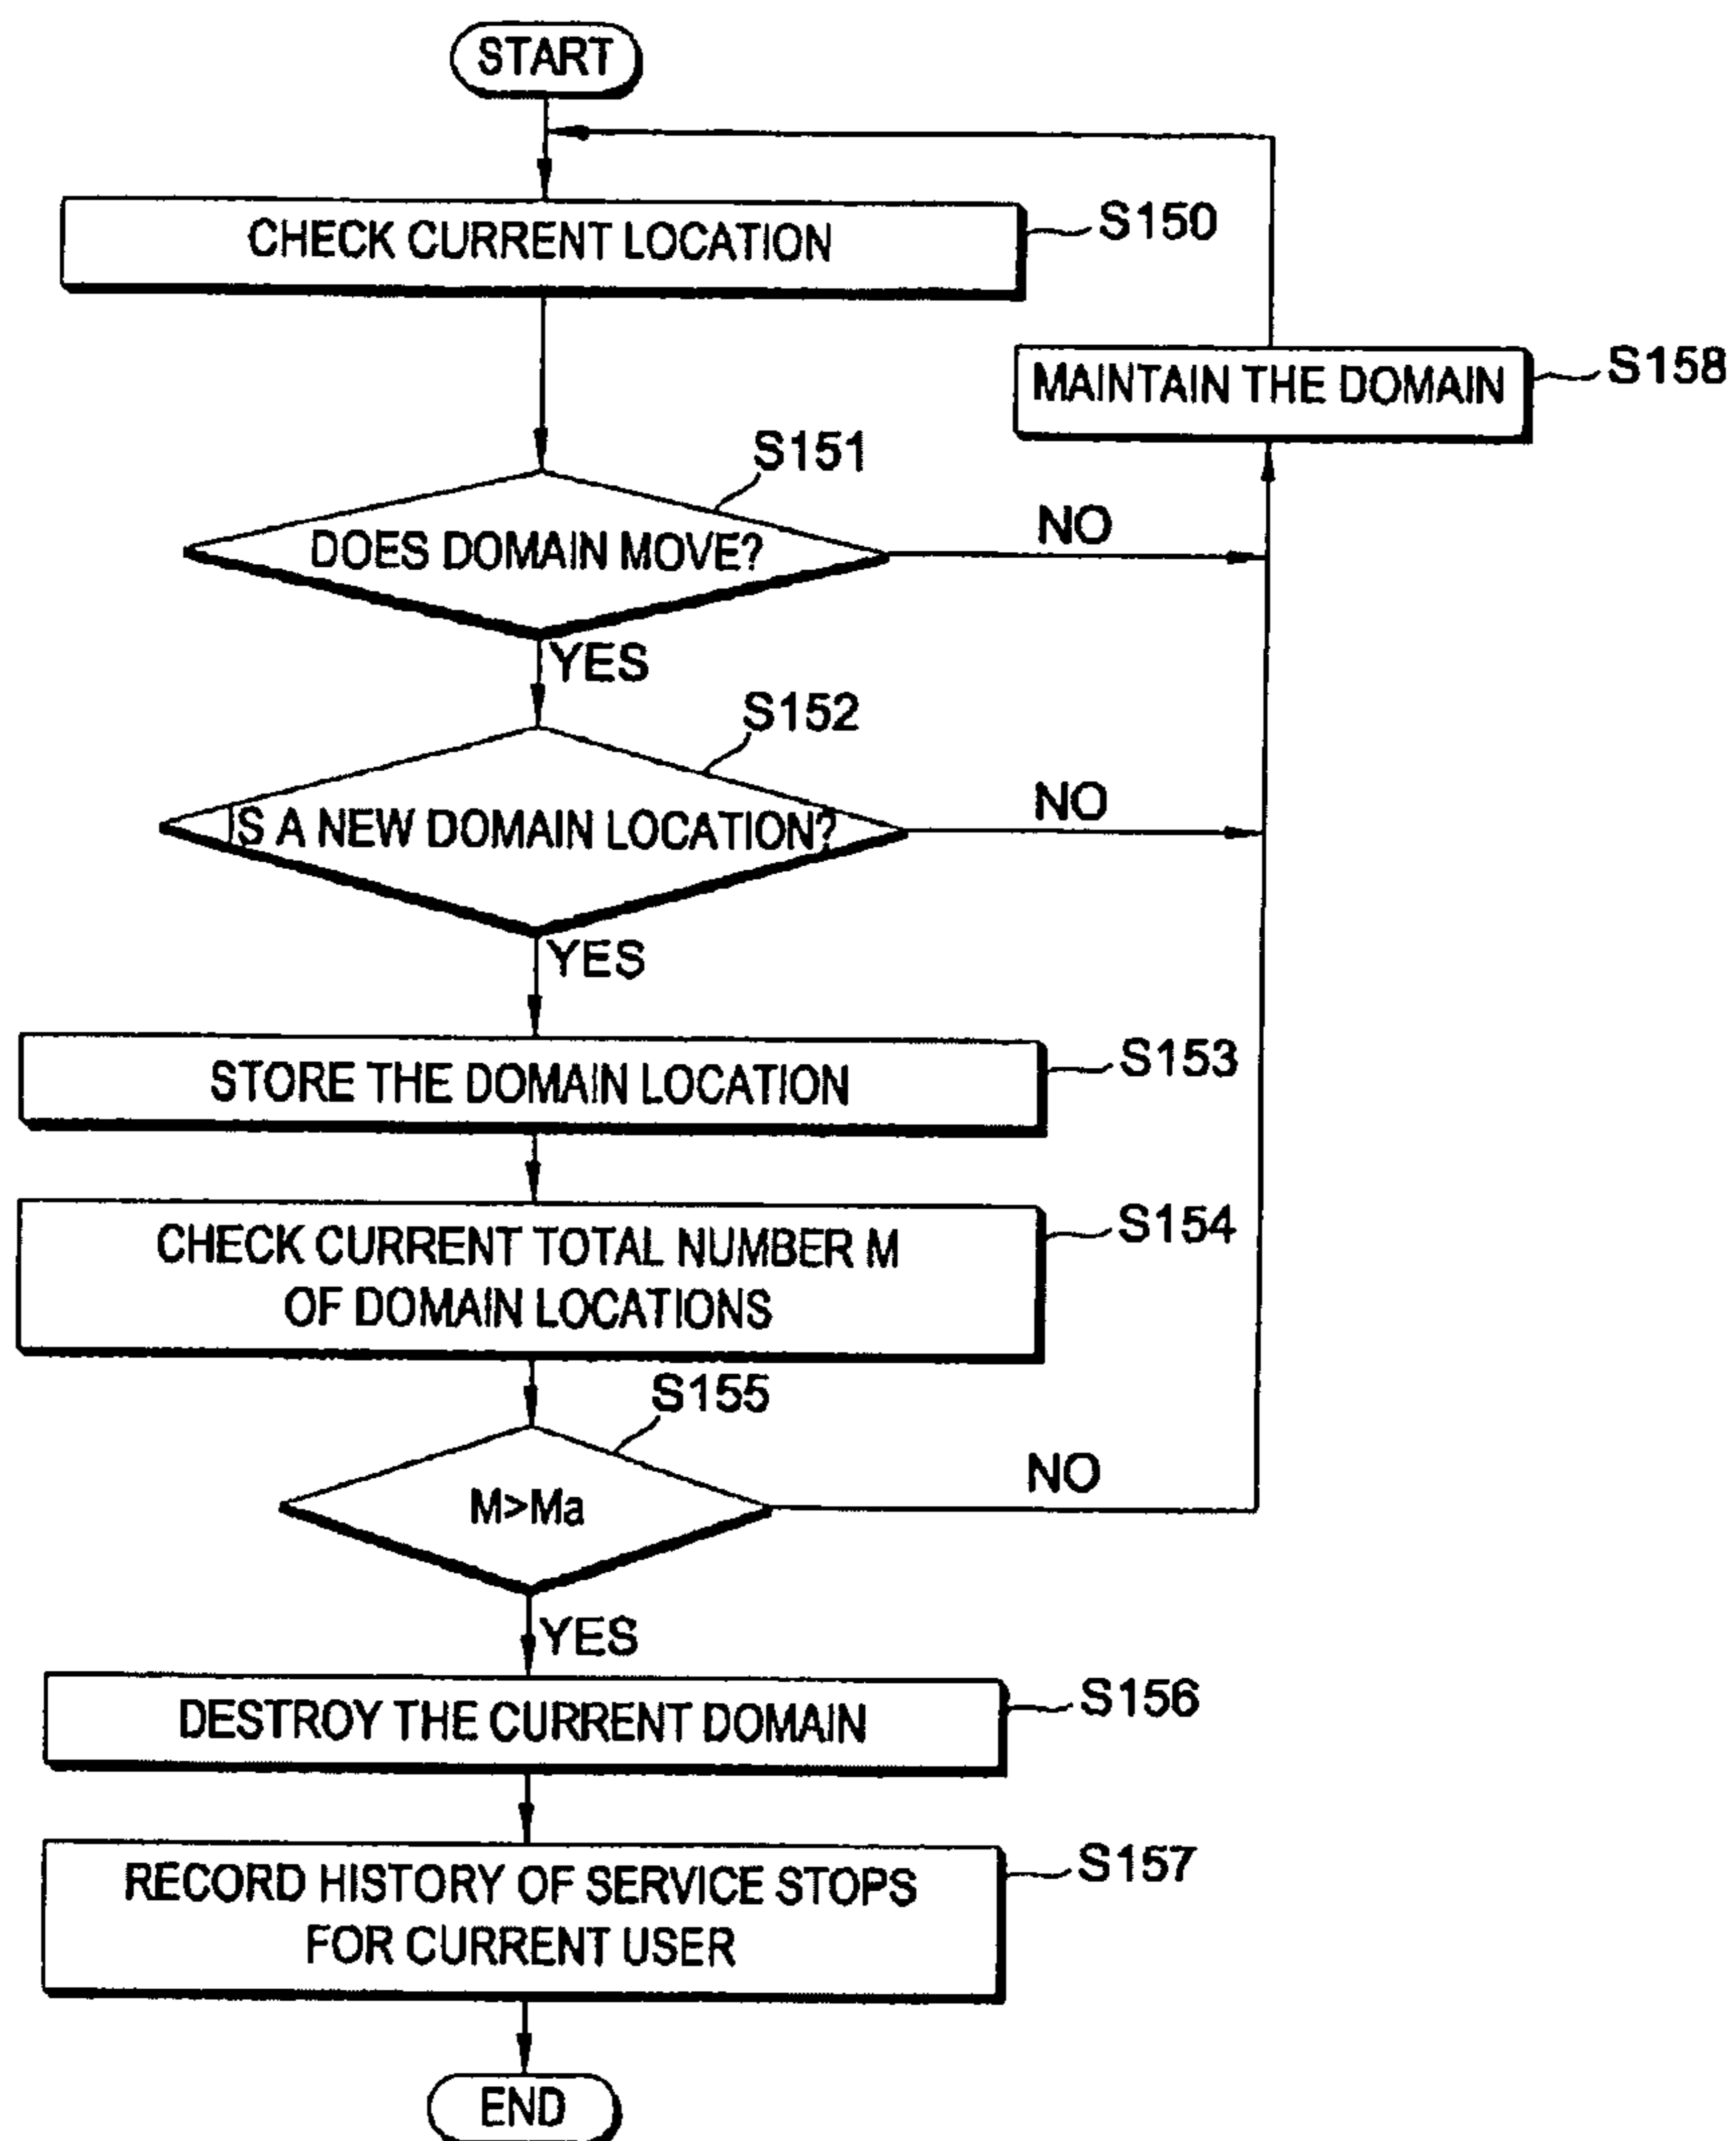 START
CHECK CURRENT LOCATION
S150
MAINTAIN THE DOMAIN
S158
S151
DOES DOMAIN MOVE?
NO
YES
S152
IS A NEW DOMAIN LOCATION?
NO
YES
STORE THE DOMAIN LOCATION
S153
CHECK CURRENT TOTAL NUMBER M
OF DOMAIN LOCATIONS
S154
S155
M>Ma
NO
YES
DESTROY THE CURRENT DOMAIN
S156
RECORD HISTORY OF SERVICE STOPS
FOR CURRENT USER
S157
END